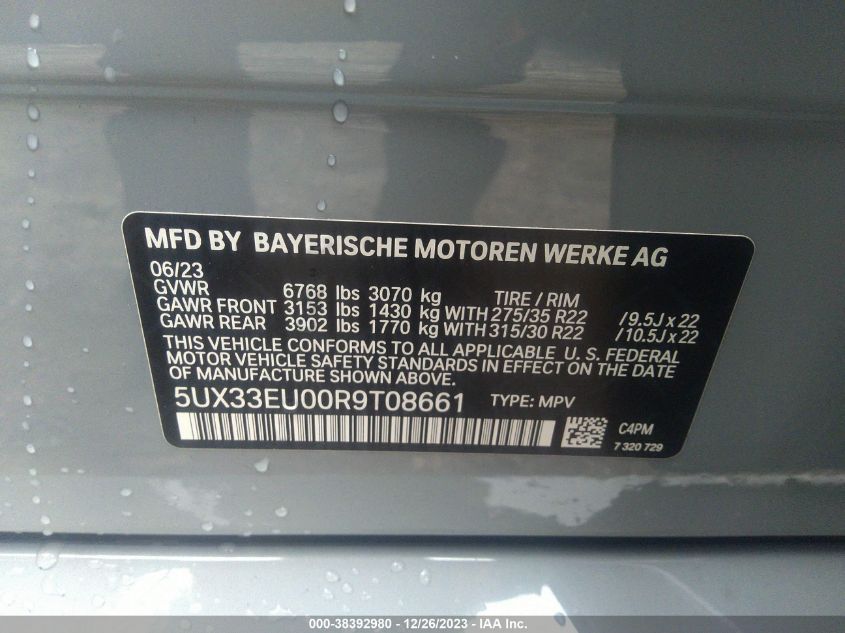 MFD BY BAYERISCHE MOTOREN WERKE AG
06/23
GVWR 6768 lbs 3070 kg TIRE / RIM
GAWR FRONT 3153 lbs 1430 kg WITH 275/35 R22 / 9.5J x 22
GAWR REAR 3902 lbs 1770 kg WITH 315/30 R22 / 10.5J x 22
THIS VEHICLE CONFORMS TO ALL APPLICABLE U. S. FEDERAL
MOTOR VEHICLE SAFETY STANDARDS IN EFFECT ON THE DATE
OF MANUFACTURE SHOWN ABOVE.
5UX33EU00R9T08661 TYPE: MPV
C4PM
7 320 729
000-38392980 - 12/26/2023 - IAA Inc.